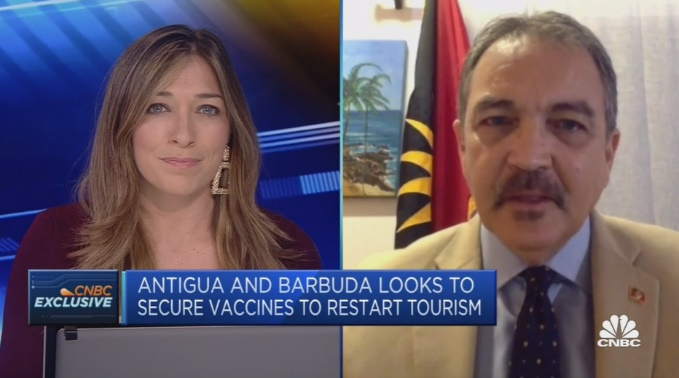 CNBC
EXCLUSIVE
ANTIGUA AND BARBUDA LOOKS TO
SECURE VACCINES TO RESTART TOURISM
CNBC